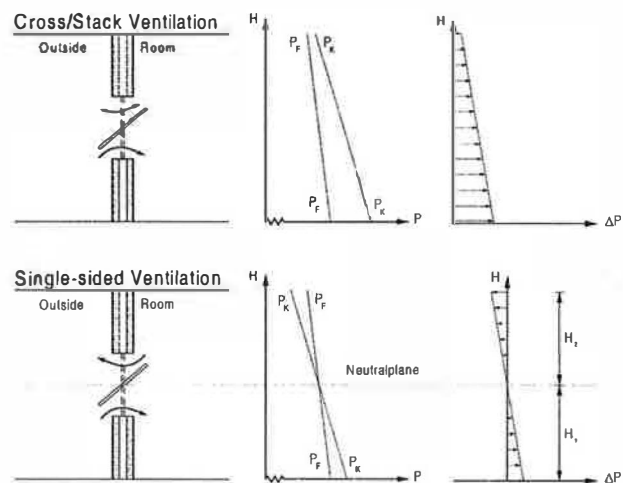 Cross/Stack Ventilation
Outside Room
H
P_F P_K
P_F P_K
P
H
ΔP
Single-sided Ventilation
Outside Room
H
P_K P_F
Neutralplane
P_F P_K
P
H
H_2
H_1
ΔP